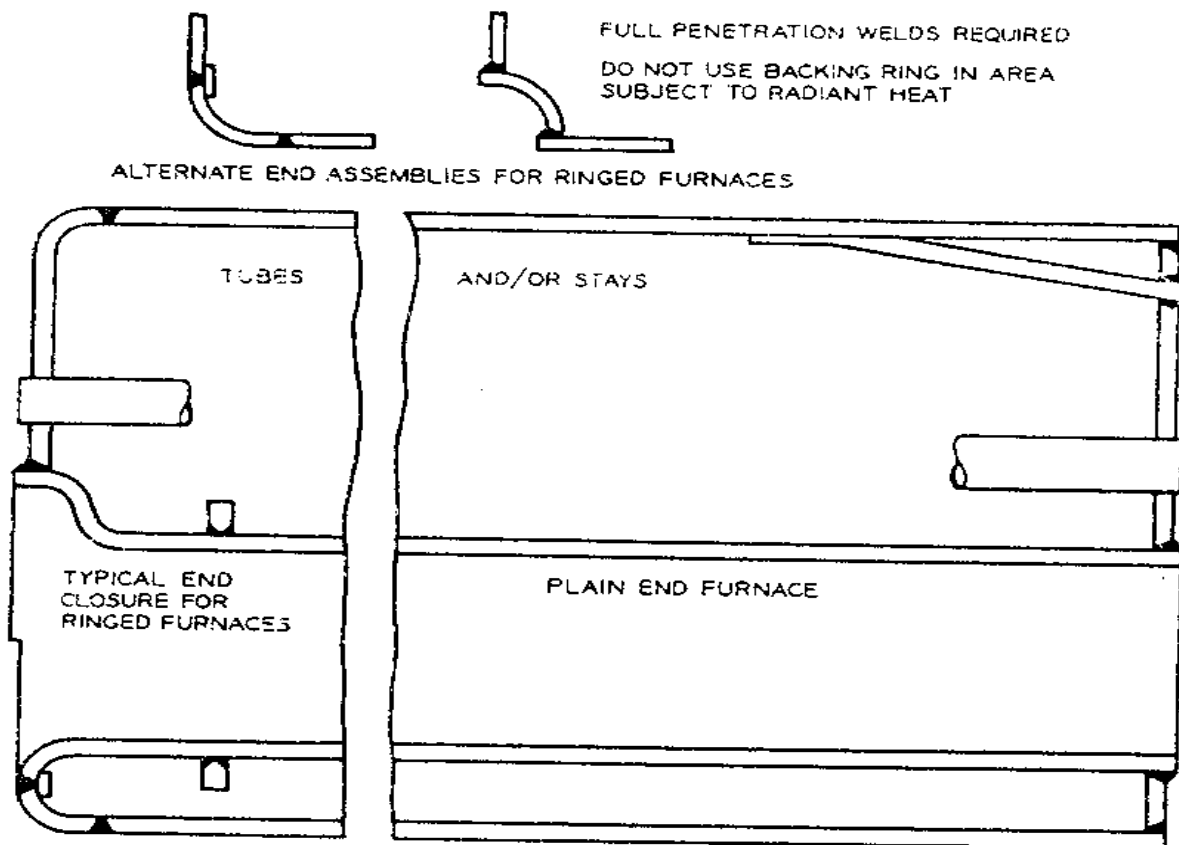 FULL PENETRATION WELDS REQUIRED
DO NOT USE BACKING RING IN AREA
SUBJECT TO RADIANT HEAT
ALTERNATE END ASSEMBLIES FOR RINGED FURNACES
TUBES
AND/OR STAYS
TYPICAL END
CLOSURE FOR
RINGED FURNACES
PLAIN END FURNACE